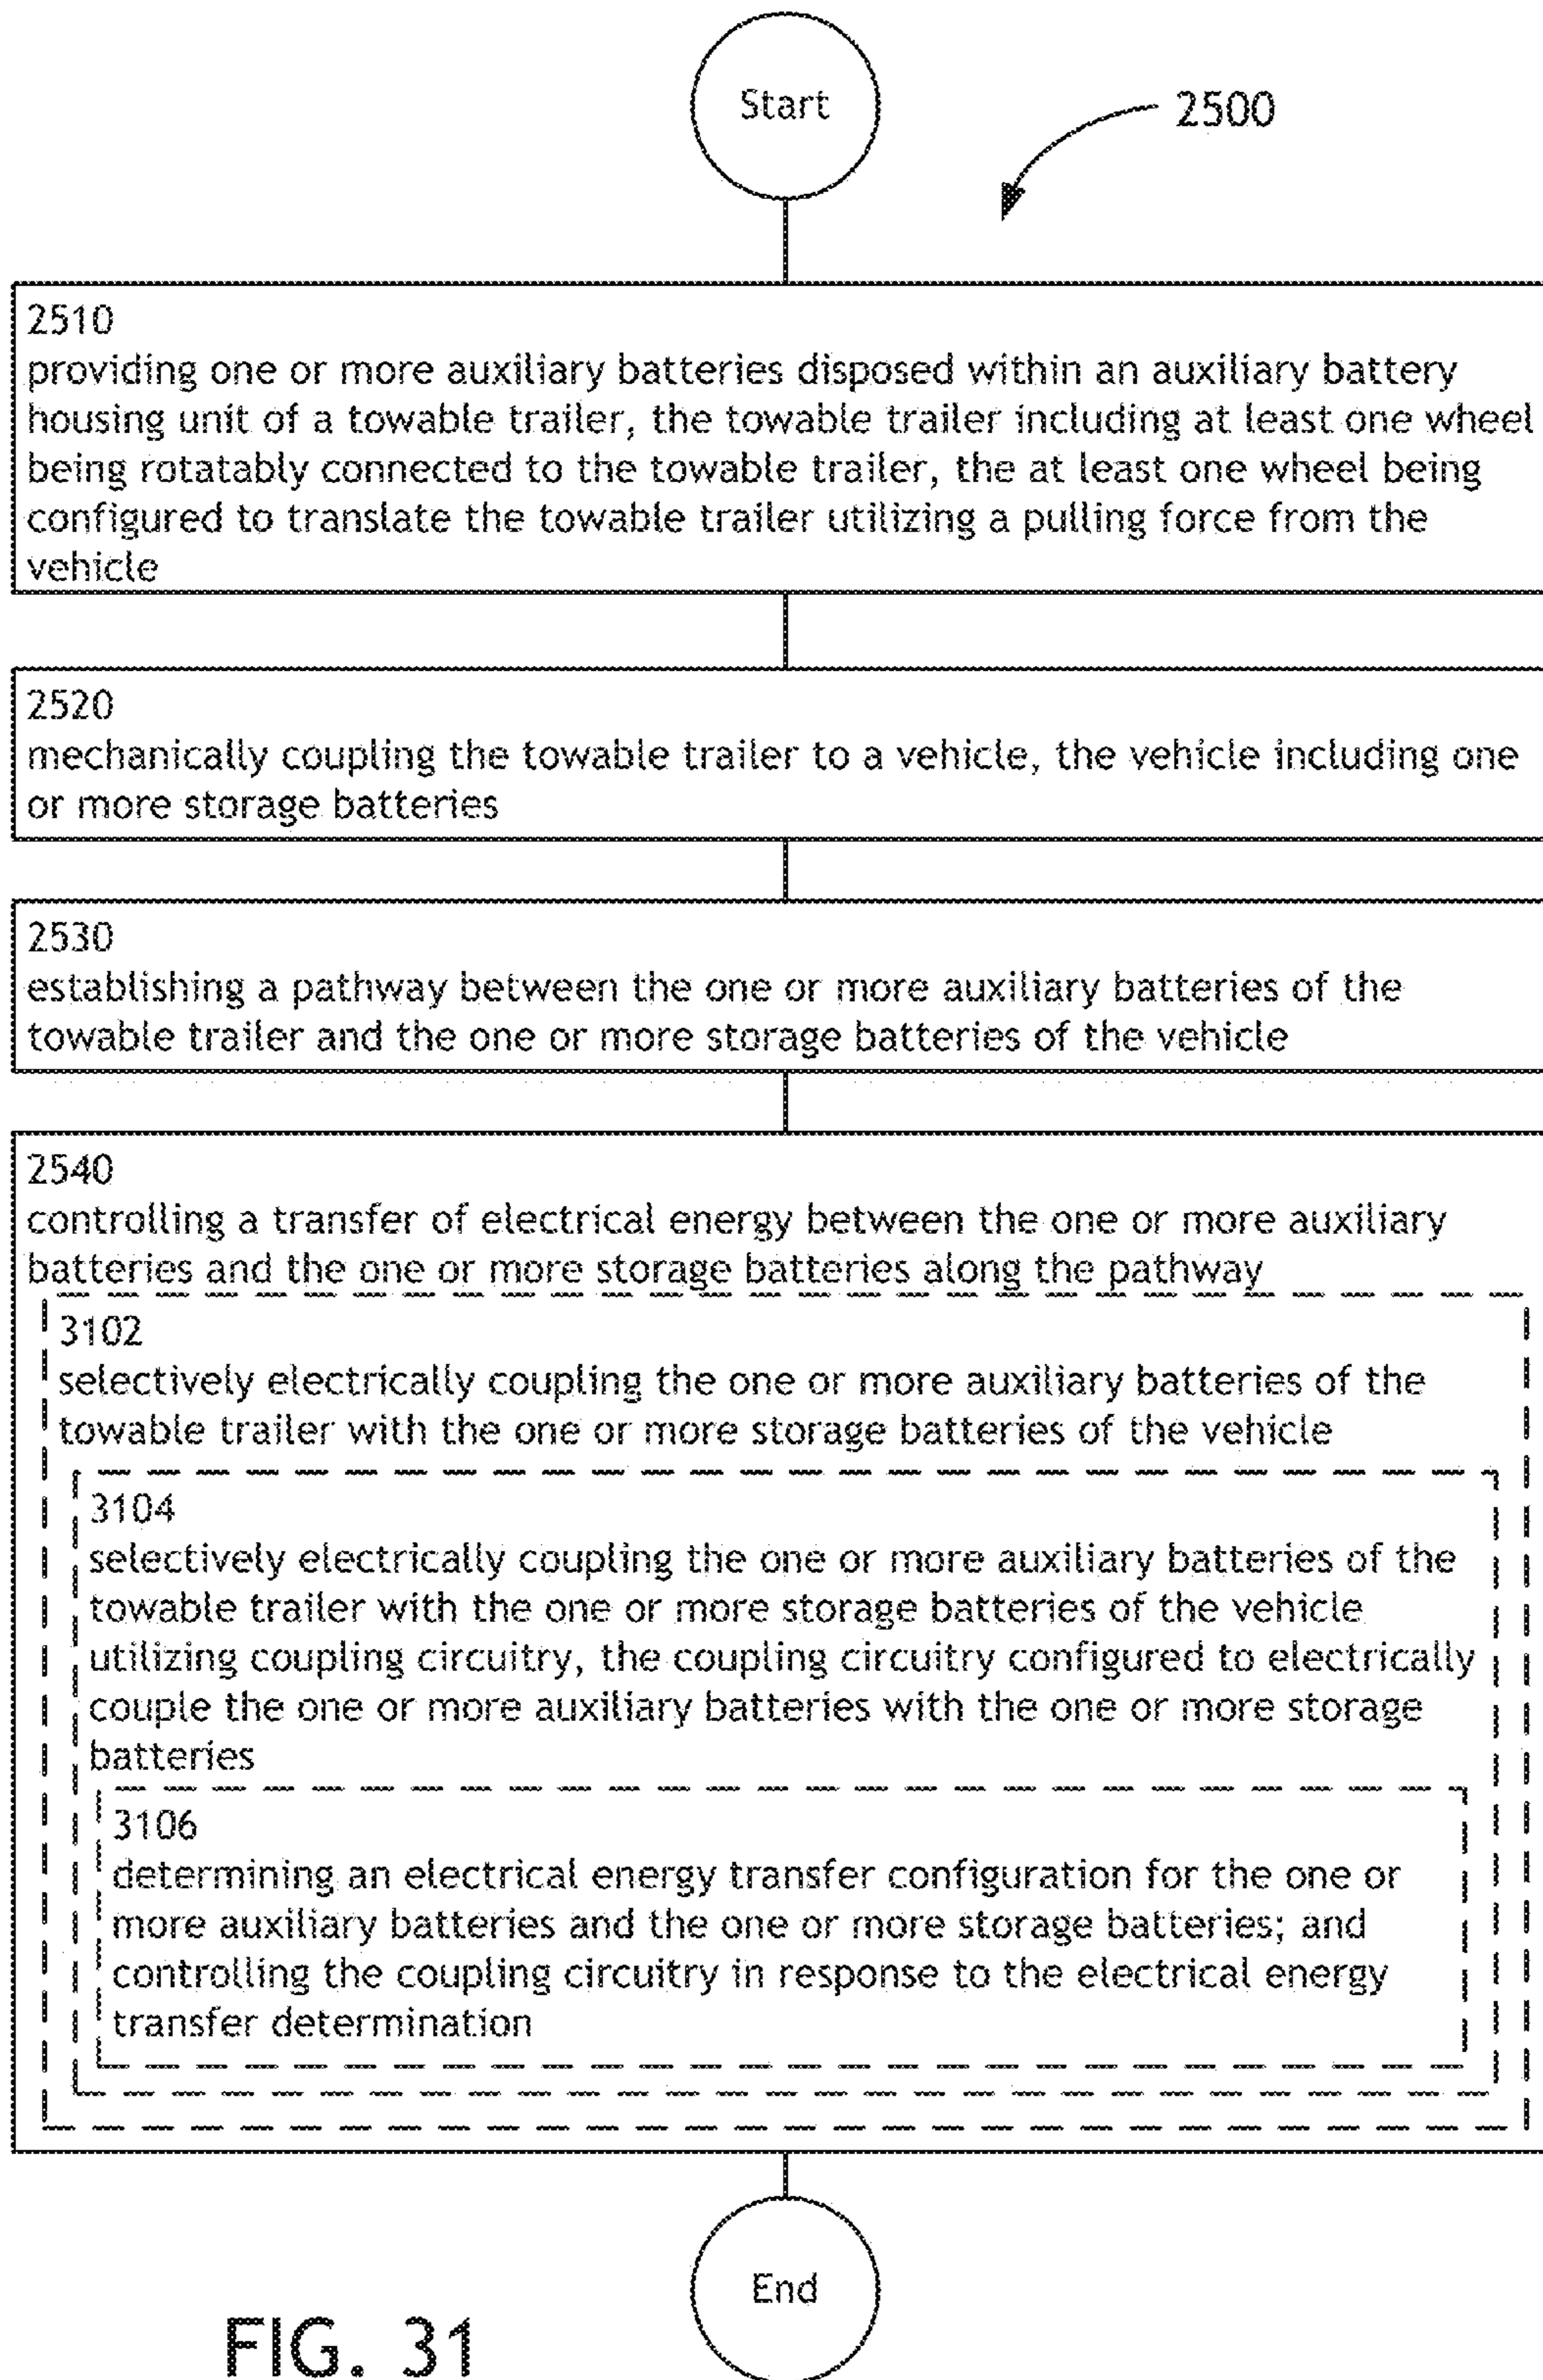 Start
2500
2510
providing one or more auxiliary batteries disposed within an auxiliary battery
housing unit of a towable trailer, the towable trailer including at least one wheel
being rotatably connected to the towable trailer, the at least one wheel being
configured to translate the towable trailer utilizing a pulling force from the
vehicle
2520
mechanically coupling the towable trailer to a vehicle, the vehicle including one
or more storage batteries
2530
establishing a pathway between the one or more auxiliary batteries of the
towable trailer and the one or more storage batteries of the vehicle
2540
controlling a transfer of electrical energy between the one or more auxiliary
batteries and the one or more storage batteries along the pathway
3102
selectively electrically coupling the one or more auxiliary batteries of the
towable trailer with the one or more storage batteries of the vehicle
3104
selectively electrically coupling the one or more auxiliary batteries of the
towable trailer with the one or more storage batteries of the vehicle
utilizing coupling circuitry, the coupling circuitry configured to electrically
couple the one or more auxiliary batteries with the one or more storage
batteries
3106
determining an electrical energy transfer configuration for the one or
more auxiliary batteries and the one or more storage batteries; and
controlling the coupling circuitry in response to the electrical energy
transfer determination
End
FIG. 31